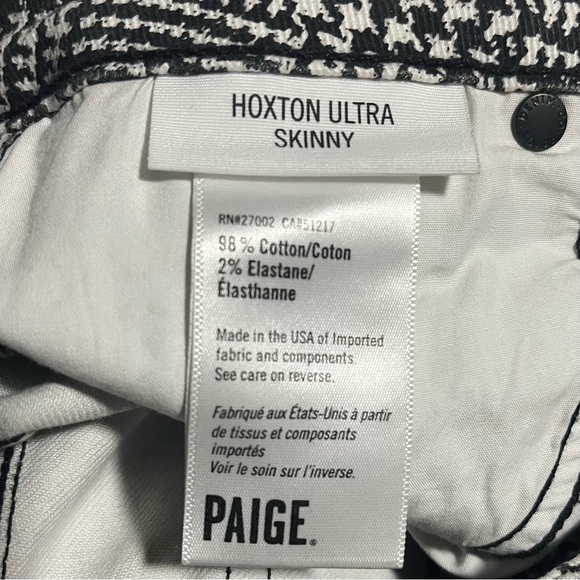 HOXTON ULTRA
SKINNY
RN#27002 CA#51217
98% Cotton/Coton
2% Elastane/
Élasthanne
Made in the USA of Imported
fabric and components.
See care on reverse.
Fabriqué aux États-Unis à partir
de tissus et composants
importés
Voir le soin sur l'inverse.
PAIGE.